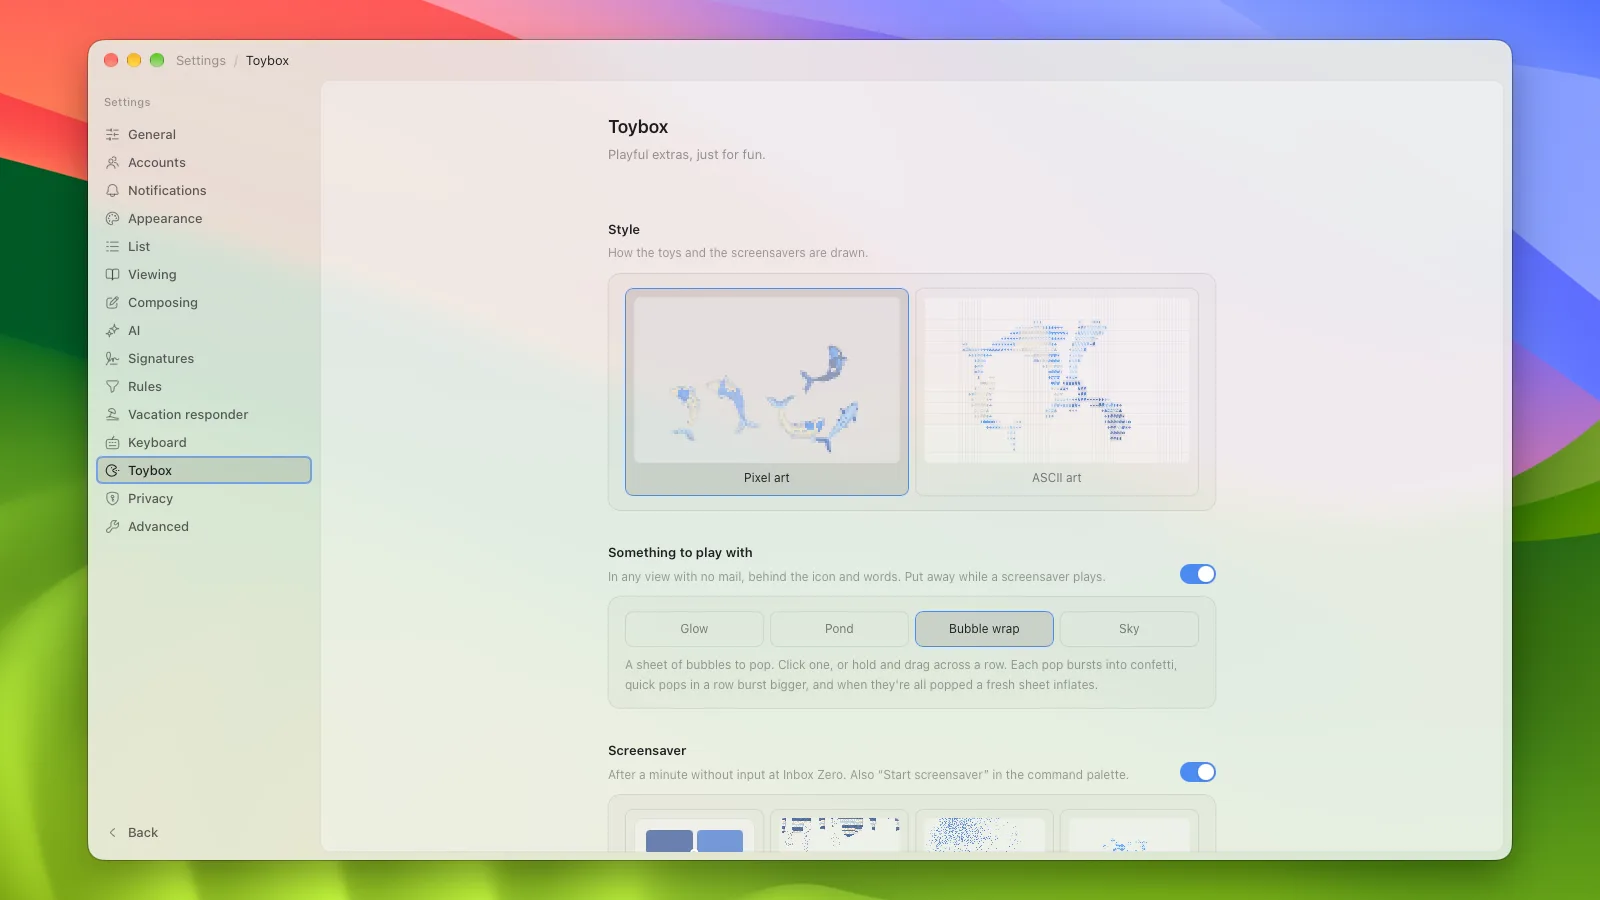 Settings / Toybox
Settings
General
Accounts
Notifications
Appearance
List
Viewing
Composing
AI
Signatures
Rules
Vacation responder
Keyboard
Toybox
Privacy
Advanced
Back
Toybox
Playful extras, just for fun.
Style
How the toys and the screensavers are drawn.
Pixel art
ASCII art
Something to play with
In any view with no mail, behind the icon and words. Put away while a screensaver plays.
Glow
Pond
Bubble wrap
Sky
A sheet of bubbles to pop. Click one, or hold and drag across a row. Each pop bursts into confetti,
quick pops in a row burst bigger, and when they're all popped a fresh sheet inflates.
Screensaver
After a minute without input at Inbox Zero. Also “Start screensaver” in the command palette.